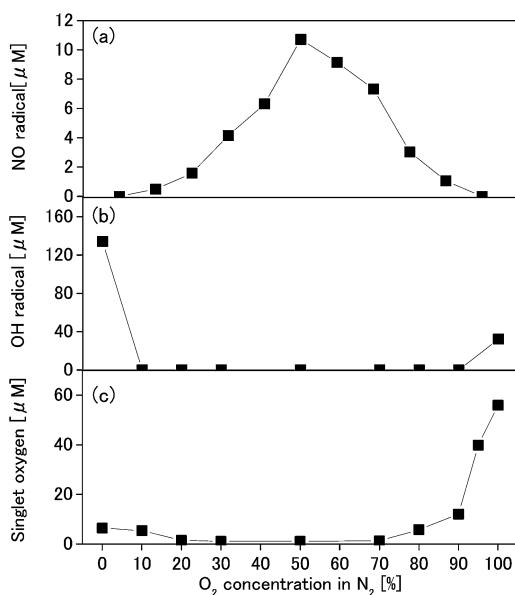 (a)
NO radical[μM]
12
10
8
6
4
2
0
(b)
OH radical [μM]
160
120
80
40
0
(c)
Singlet oxygen [μM]
60
40
20
0
0 10 20 30 40 50 60 70 80 90 100
O₂ concentration in N₂ [%]